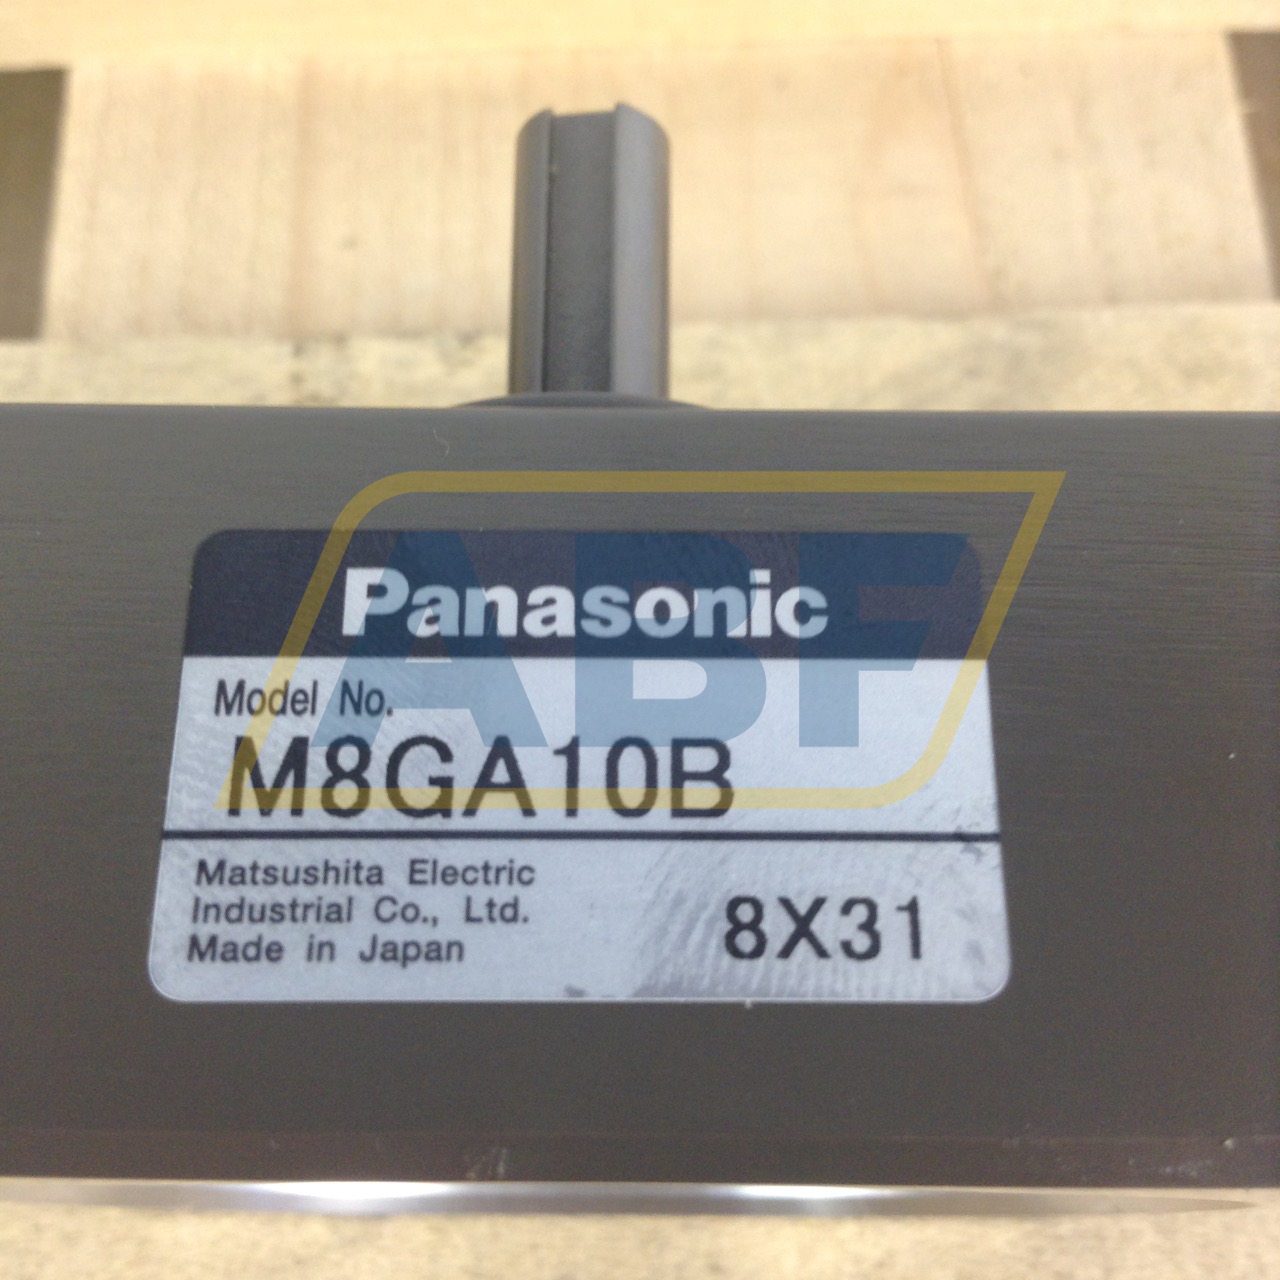 Panasonic
ABF
Model No.
M8GA10B
Matsushita Electric
Industrial Co., Ltd.
Made in Japan
8X31